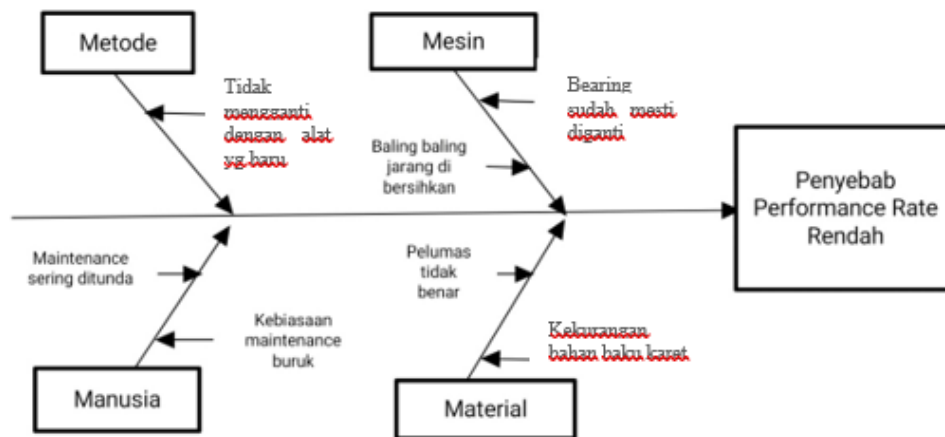 Metode
Mesin
Tidak
mengganti
dengan alat
yg baru
Bearing
sudah mesti
diganti
Baling baling
jarang di
bersihkan
Penyebab
Performance Rate
Rendah
Maintenance
sering ditunda
Pelumas
tidak
benar
Kebiasaan
maintenance
buruk
Kekurangan
bahan baku karet
Manusia
Material